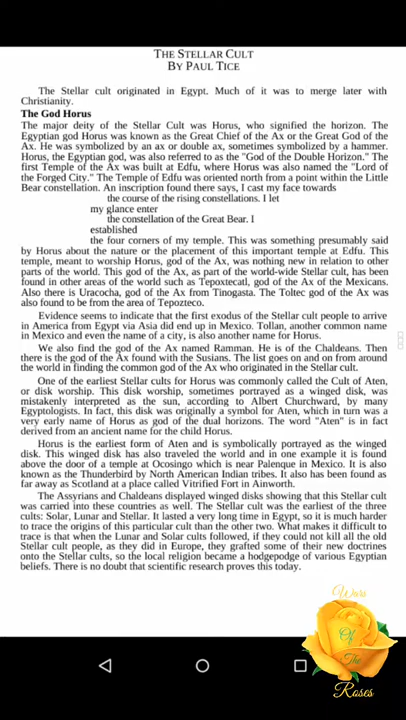 THE STELLAR CULT
BY PAUL TICE
The Stellar cult originated in Egypt. Much of it was to merge later with
Christianity.
The God Horus
The major deity of the Stellar Cult was Horus, who signified the horizon. The
Egyptian god Horus was known as the Great Chief of the Ax or the Great God of the
Ax. He was symbolized by an ax or double ax, sometimes symbolized by a hammer.
Horus, the Egyptian god, was also referred to as the "God of the Double Horizon." The
first Temple of the Ax was built at Edfu, where Horus was also named the "Lord of
the Forged City." The Temple of Edfu was oriented north from a point within the Little
Bear constellation. An inscription found there says, I cast my face towards
the course of the rising constellations. I let
my glance enter
the constellation of the Great Bear. I
established
the four corners of my temple. This was something presumably said
by Horus about the nature or the placement of this important temple at Edfu. This
temple, meant to worship Horus, god of the Ax, was nothing new in relation to other
parts of the world. This god of the Ax, as part of the world-wide Stellar cult, has been
found in other areas of the world such as Tepoxtecatl, god of the Ax of the Mexicans.
Also there is Uracocha, god of the Ax from Tinogasta. The Toltec god of the Ax was
also found to be from the area of Tepozteco.
Evidence seems to indicate that the first exodus of the Stellar cult people to arrive
in America from Egypt via Asia did end up in Mexico. Tollan, another common name
in Mexico and even the name of a city, is also another name for Horus.
We also find the god of the Ax named Ramman. He is of the Chaldeans. Then
there is the god of the Ax found with the Susians. The list goes on and on from around
the world in finding the common god of the Ax who originated in the Stellar cult.
One of the earliest Stellar cults for Horus was commonly called the Cult of Aten,
or disk worship. This disk worship, sometimes portrayed as a winged disk, was
mistakenly interpreted as the sun, according to Albert Churchward, by many
Egyptologists. In fact, this disk was originally a symbol for Aten, which in turn was a
very early name of Horus as god of the dual horizons. The word "Aten" is in fact
derived from an ancient name for the child Horus.
Horus is the earliest form of Aten and is symbolically portrayed as the winged
disk. This winged disk has also traveled the world and in one example it is found
above the door of a temple at Ocosingo which is near Palenque in Mexico. It is also
known as the Thunderbird by North American Indian tribes. It also has been found as
far away as Scotland at a place called Vitrified Fort in Ainworth.
The Assyrians and Chaldeans displayed winged disks showing that this Stellar cult
was carried into these countries as well. The Stellar cult was the earliest of the three
cults: Solar, Lunar and Stellar. It lasted a very long time in Egypt, so it is much harder
to trace the origins of this particular cult than the other two. What makes it difficult to
trace is that when the Lunar and Solar cults followed, if they could not kill all the old
Stellar cult people, as they did in Europe, they grafted some of their new doctrines
onto the Stellar cults, so the local religion became a hodgepodge of various Egyptian
beliefs. There is no doubt that scientific research proves this today.
Wars
Of
The
Roses